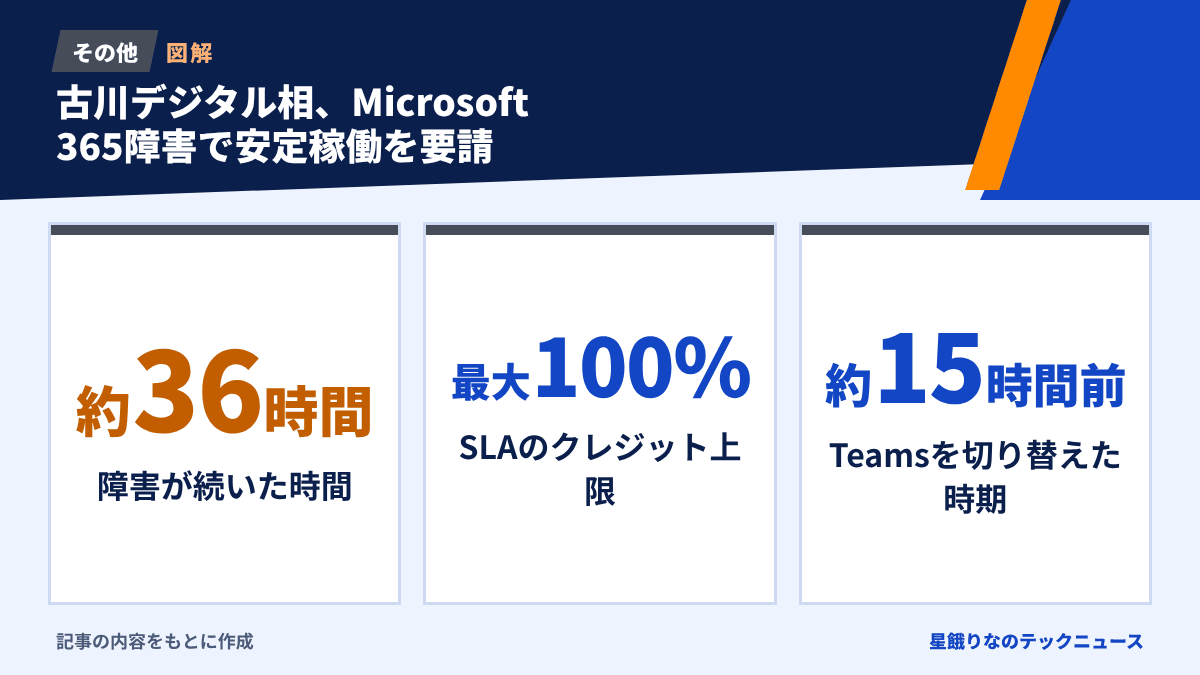 その他
図解
古川デジタル相、Microsoft
365障害で安定稼働を要請
約36時間
障害が続いた時間
最大100%
SLAのクレジット上
限
約15時間前
Teamsを切り替えた
時期
記事の内容をもとに作成
星餓りなのテックニュース